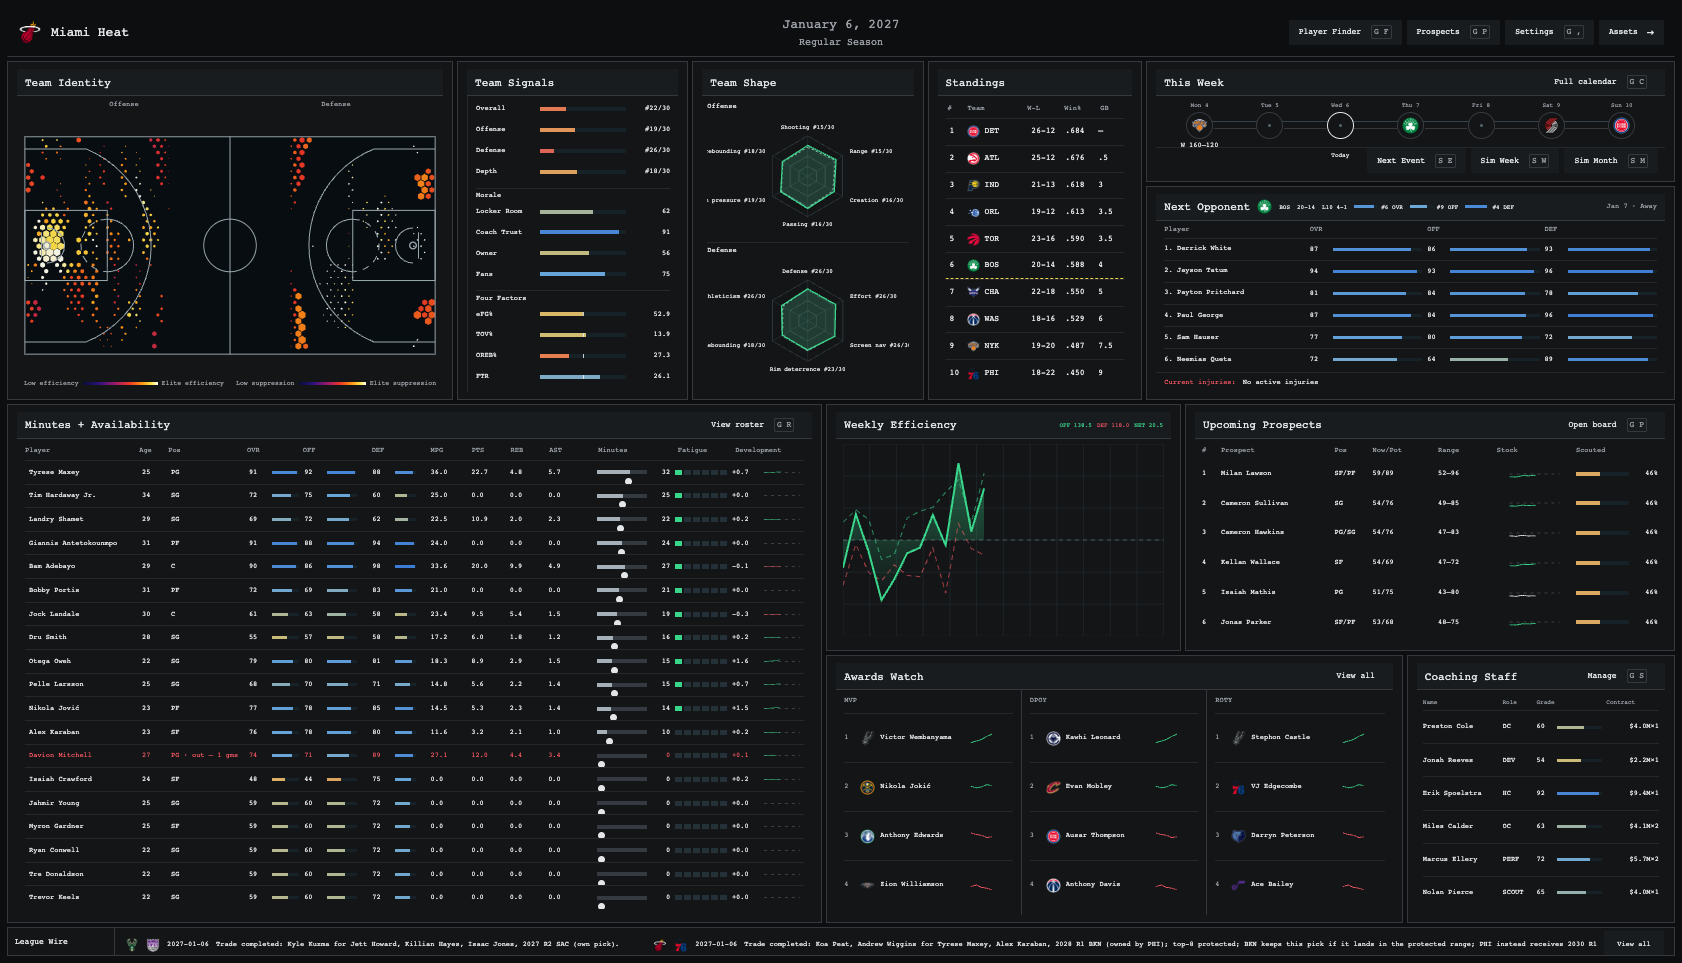 Miami Heat
January 6, 2027
Regular Season
Player Finder G F
Prospects G P
Settings G ,
Assets →
Team Identity
Offense Defense
Low efficiency Elite efficiency Low suppression Elite suppression
Team Signals
Overall #22/30
Offense #19/30
Defense #26/30
Depth #18/30
Morale
Locker Room 62
Coach Trust 91
Owner 56
Fans 75
Four Factors
eFG% 52.9
TOV% 13.9
OREB% 27.3
FTR 26.1
Team Shape
Offense
Shooting #15/30
ebounding #18/30 Range #15/30
pressure #19/30 Creation #16/30
Passing #16/30
Defense
Defense #26/30
hleticism #26/30 Effort #26/30
ebounding #18/30 Screen nav #26/3
Rim deterrence #23/30
Standings
# Team W-L Win% GB
1 DET 26–12 .684 —
2 ATL 25–12 .676 .5
3 IND 21–13 .618 3
4 ORL 19–12 .613 3.5
5 TOR 23–16 .590 3.5
6 BOS 20–14 .588 4
7 CHA 22–18 .550 5
8 WAS 18–16 .529 6
9 NYK 19–20 .487 7.5
10 PHI 18–22 .450 9
This Week
Full calendar G C
Mon 4 Tue 5 Wed 6 Thu 7 Fri 8 Sat 9 Sun 10
W 160–120
Today
Next Event S E
Sim Week S W
Sim Month S M
Next Opponent BOS 20–14 L10 4–1 #6 OVR #9 OFF #4 DEF Jan 7 · Away
Player OVR OFF DEF
1. Derrick White 87 86 93
2. Jayson Tatum 94 93 96
3. Payton Pritchard 81 84 78
4. Paul George 87 84 96
5. Sam Hauser 77 80 72
6. Neemias Queta 72 64 89
Current injuries: No active injuries
Minutes + Availability
View roster G R
Player Age Pos OVR OFF DEF MPG PTS REB AST Minutes Fatigue Development
Tyrese Maxey 25 PG 91 92 88 36.0 22.7 4.8 5.7 32 +0.7
Tim Hardaway Jr. 34 SG 72 75 60 25.0 0.0 0.0 0.0 25 +0.0
Landry Shamet 29 SG 69 72 62 22.5 10.9 2.0 2.3 22 +0.2
Giannis Antetokounmpo 31 PF 91 88 94 24.0 0.0 0.0 0.0 24 +0.0
Bam Adebayo 29 C 90 86 98 33.6 20.0 9.9 4.9 27 −0.1
Bobby Portis 31 PF 72 69 83 21.0 0.0 0.0 0.0 21 +0.0
Jock Landale 30 C 61 63 58 23.4 9.5 5.4 1.5 19 −0.3
Dru Smith 28 SG 55 57 58 17.2 6.0 1.8 1.2 16 +0.2
Otega Oweh 22 SG 79 80 81 18.3 8.9 2.9 1.5 15 +1.6
Pelle Larsson 25 SG 68 70 71 14.8 5.6 2.2 1.4 15 +0.7
Nikola Jović 23 PF 77 78 85 14.5 5.3 2.3 1.4 14 +1.5
Alex Karaban 23 SF 76 78 80 11.6 3.2 2.1 1.0 10 +0.2
Davion Mitchell 27 PG · out — 1 gms 74 71 89 27.1 12.0 4.4 3.4 0 +0.1
Isaiah Crawford 24 SF 48 44 75 0.0 0.0 0.0 0.0 0 +0.2
Jahmir Young 25 SG 59 60 72 0.0 0.0 0.0 0.0 0 +0.0
Myron Gardner 25 SF 59 60 72 0.0 0.0 0.0 0.0 0 +0.0
Ryan Conwell 22 SG 59 60 72 0.0 0.0 0.0 0.0 0 +0.0
Tre Donaldson 22 SG 59 60 72 0.0 0.0 0.0 0.0 0 +0.0
Trevor Keels 22 SG 59 60 72 0.0 0.0 0.0 0.0 0 +0.0
Weekly Efficiency
OFF 138.5 DEF 118.0 NET 20.5
Upcoming Prospects
Open board G P
# Prospect Pos Now/Pot Range Stock Scouted
1 Milan Lawson SF/PF 59/89 52–96 46%
2 Cameron Sullivan SG 54/76 49–85 46%
3 Cameron Hawkins PG/SG 54/76 47–83 46%
4 Kellan Wallace SF 54/69 47–72 46%
5 Isaiah Mathis PG 51/75 43–80 46%
6 Jonas Parker SF/PF 53/68 48–75 46%
Awards Watch
View all
MVP
1 Victor Wembanyama
2 Nikola Jokić
3 Anthony Edwards
4 Zion Williamson
DPOY
1 Kawhi Leonard
2 Evan Mobley
3 Ausar Thompson
4 Anthony Davis
ROTY
1 Stephon Castle
2 VJ Edgecombe
3 Darryn Peterson
4 Ace Bailey
Coaching Staff
Manage G S
Name Role Grade Contract
Preston Cole DC 60 $4.0M×1
Jonah Reeves DEV 54 $2.2M×1
Erik Spoelstra HC 92 $9.4M×1
Miles Calder OC 63 $4.1M×2
Marcus Ellery PERF 72 $5.7M×2
Nolan Pierce SCOUT 65 $4.0M×1
League Wire
2027-01-06 Trade completed: Kyle Kuzma for Jett Howard, Killian Hayes, Isaac Jones, 2027 R2 SAC (own pick).
2027-01-06 Trade completed: Koa Peat, Andrew Wiggins for Tyrese Maxey, Alex Karaban, 2028 R1 BKN (owned by PHI); top-8 protected; BKN keeps this pick if it lands in the protected range; PHI instead receives 2030 R1
View all